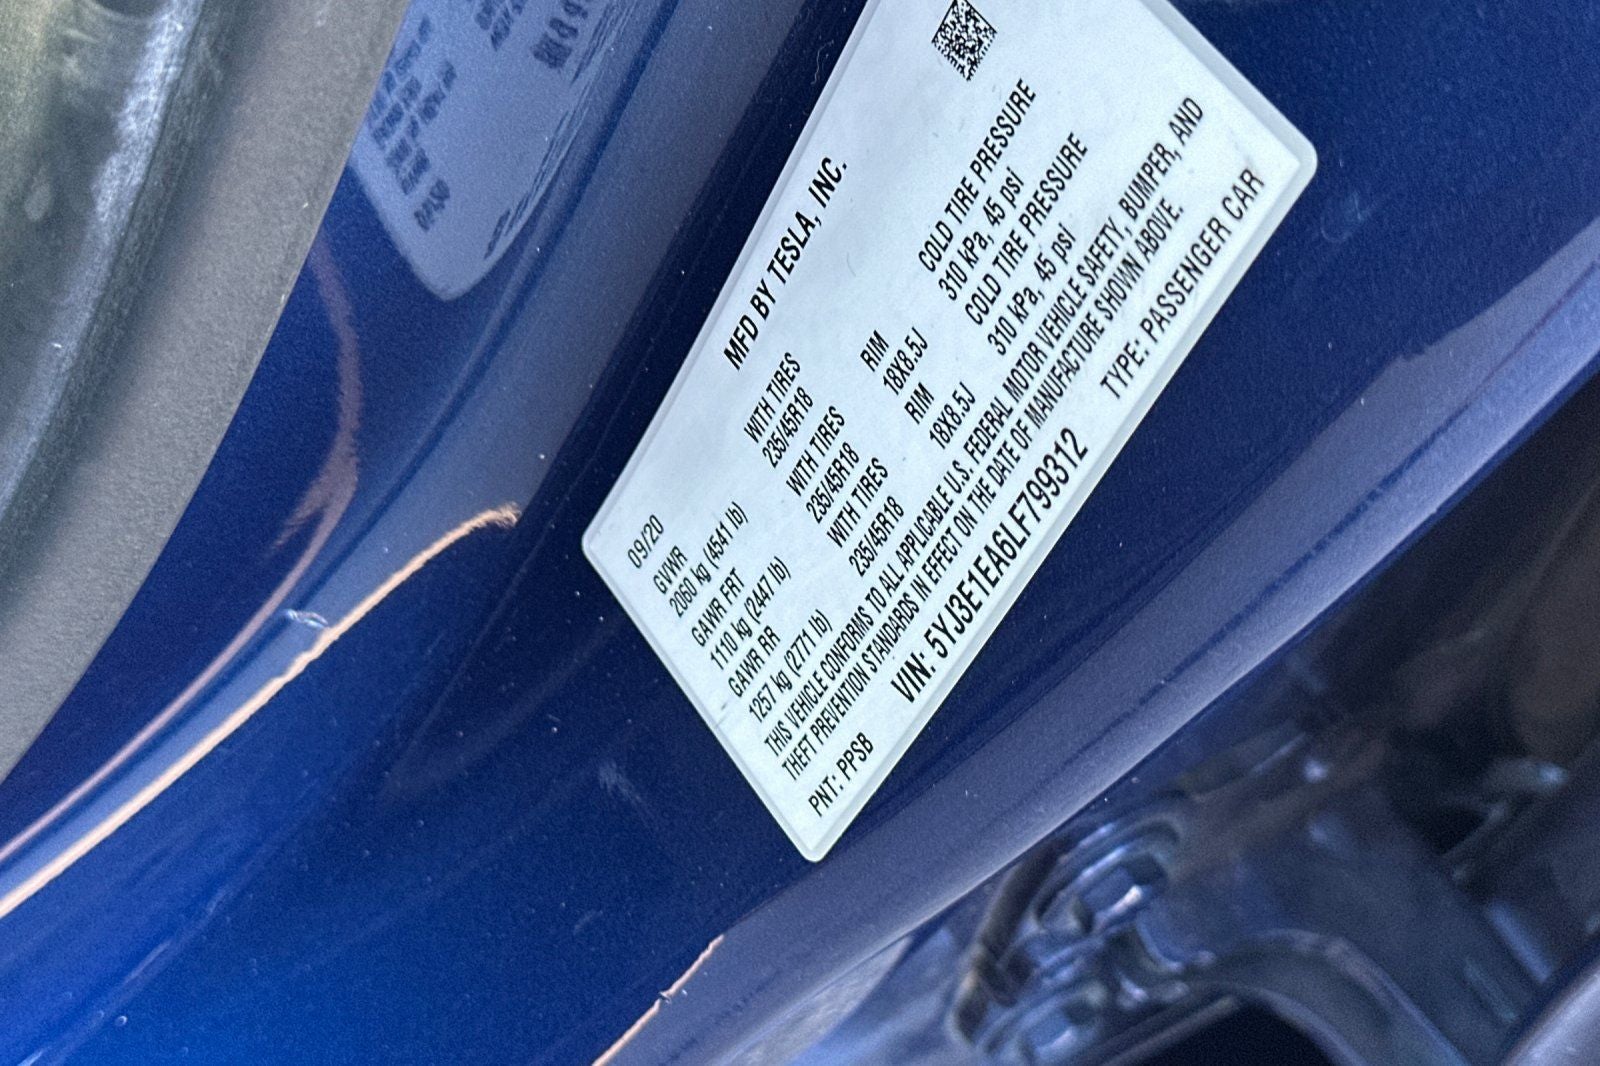 MFD BY TESLA, INC.
09/20
GVWR
2060 kg (4541 lb)
GAWR FRT WITH TIRES RIM COLD TIRE PRESSURE
1110 kg (2447 lb) 235/45R18 18X8.5J 310 kPa, 45 psi
GAWR RR WITH TIRES RIM COLD TIRE PRESSURE
1257 kg (2771 lb) 235/45R18 18X8.5J 310 kPa, 45 psi
WITH TIRES
235/45R18
THIS VEHICLE CONFORMS TO ALL APPLICABLE U.S. FEDERAL MOTOR VEHICLE SAFETY, BUMPER, AND
THEFT PREVENTION STANDARDS IN EFFECT ON THE DATE OF MANUFACTURE SHOWN ABOVE.
PNT: PPSB VIN: 5YJ3E1EA6LF799312 TYPE: PASSENGER CAR